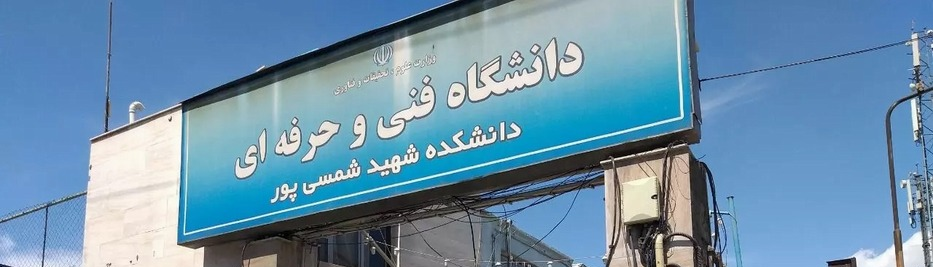 وزارت علوم، تحقیقات و فناوری
دانشگاه فنی و حرفه ای
دانشکده شهید شمسی پور